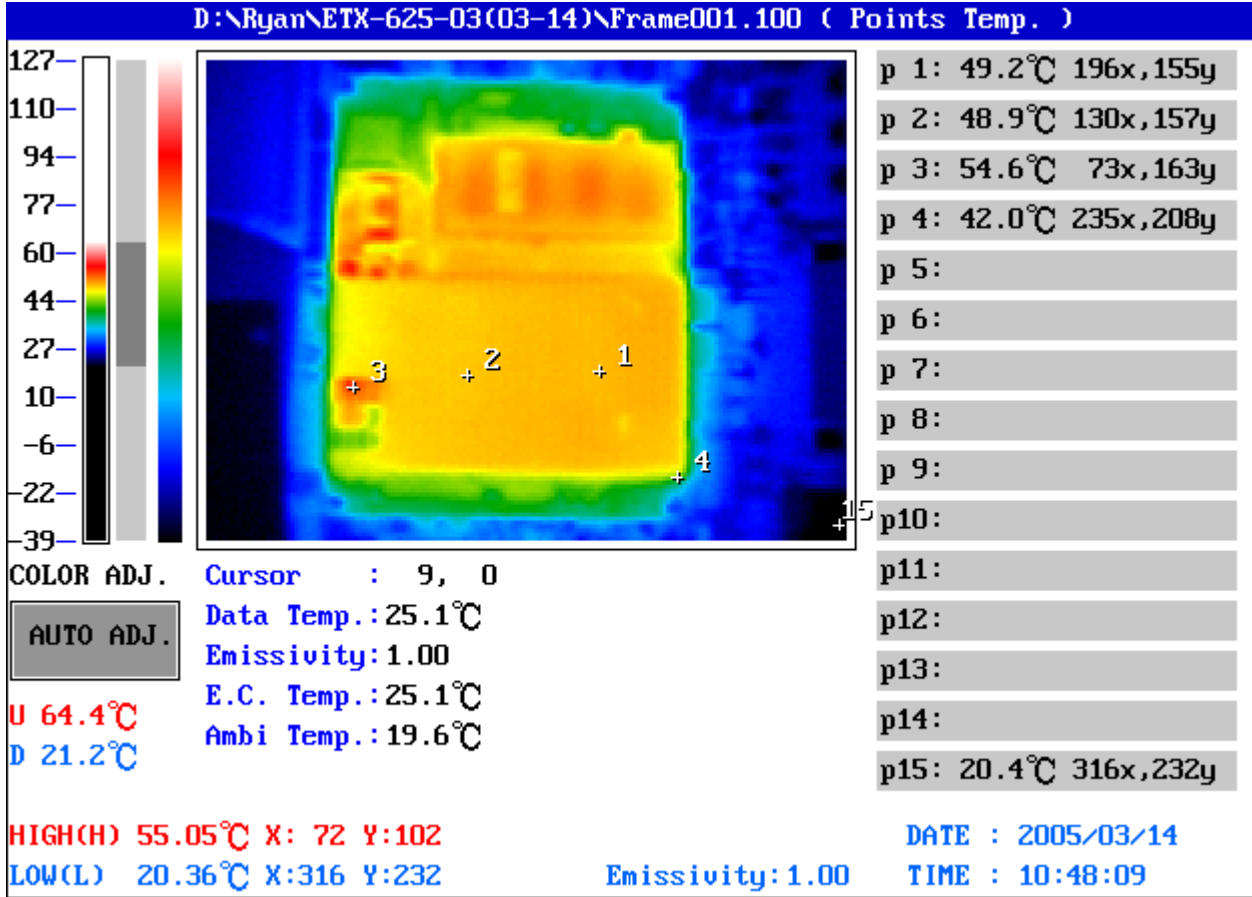 D:\Ryan\ETX-625-03(03-14)\Frame001.100 ( Points Temp. )
127
110
94
77
60
44
27
10
-6
-22
-39
COLOR ADJ.
AUTO ADJ.
U 64.4℃
D 21.2℃
1
2
3
4
15
Cursor : 9, 0
Data Temp.:25.1℃
Emissivity:1.00
E.C. Temp.:25.1℃
Ambi Temp.:19.6℃
p 1: 49.2℃ 196x,155y
p 2: 48.9℃ 130x,157y
p 3: 54.6℃ 73x,163y
p 4: 42.0℃ 235x,208y
p 5:
p 6:
p 7:
p 8:
p 9:
p10:
p11:
p12:
p13:
p14:
p15: 20.4℃ 316x,232y
HIGH(H) 55.05℃ X: 72 Y:102
LOW(L) 20.36℃ X:316 Y:232
Emissivity:1.00
DATE : 2005/03/14
TIME : 10:48:09